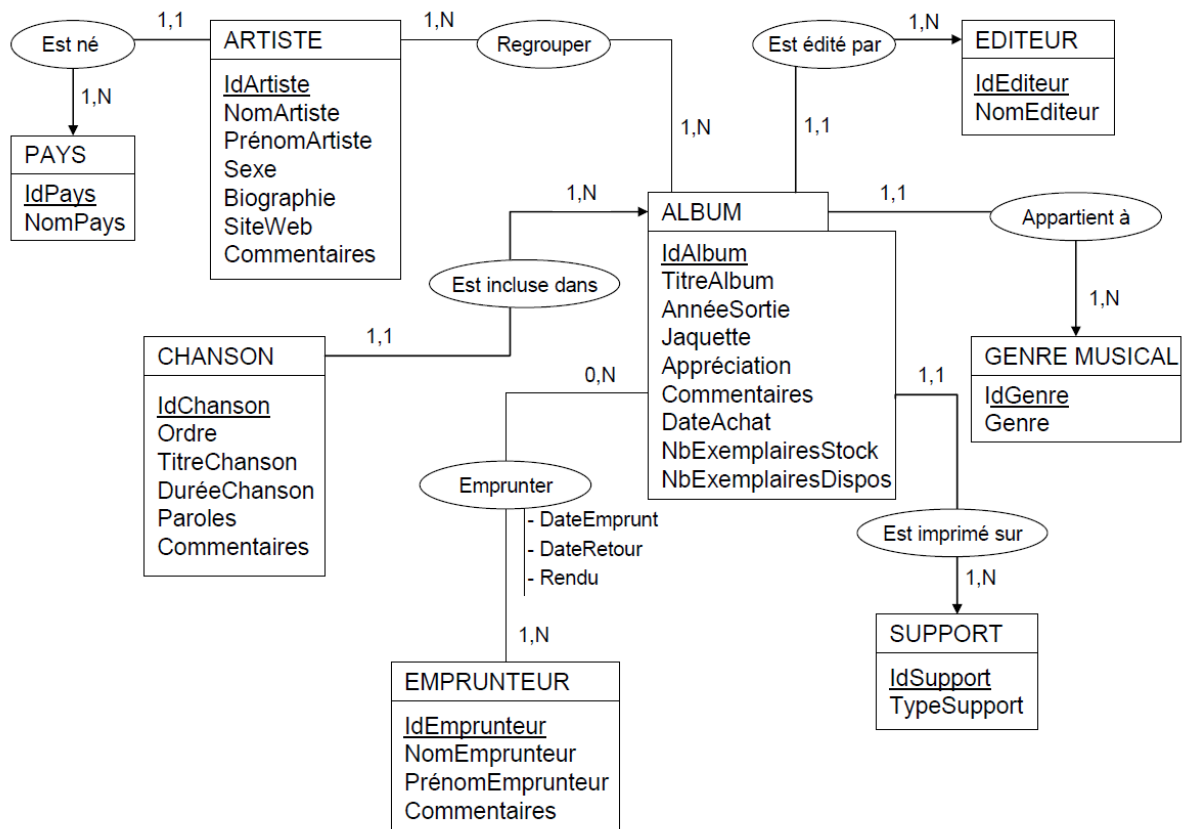 Est né
1,1
1,N
PAYS
IdPays
NomPays
ARTISTE
IdArtiste
NomArtiste
PrénomArtiste
Sexe
Biographie
SiteWeb
Commentaires
1,N
Regrouper
1,N
Est édité par
1,N
1,1
EDITEUR
IdEditeur
NomEditeur
ALBUM
IdAlbum
TitreAlbum
AnnéeSortie
Jaquette
Appréciation
Commentaires
DateAchat
NbExemplairesStock
NbExemplairesDispos
1,1
Appartient à
1,N
GENRE MUSICAL
IdGenre
Genre
1,N
Est incluse dans
1,1
CHANSON
IdChanson
Ordre
TitreChanson
DuréeChanson
Paroles
Commentaires
0,N
Emprunter
- DateEmprunt
- DateRetour
- Rendu
1,N
EMPRUNTEUR
IdEmprunteur
NomEmprunteur
PrénomEmprunteur
Commentaires
1,1
Est imprimé sur
1,N
SUPPORT
IdSupport
TypeSupport